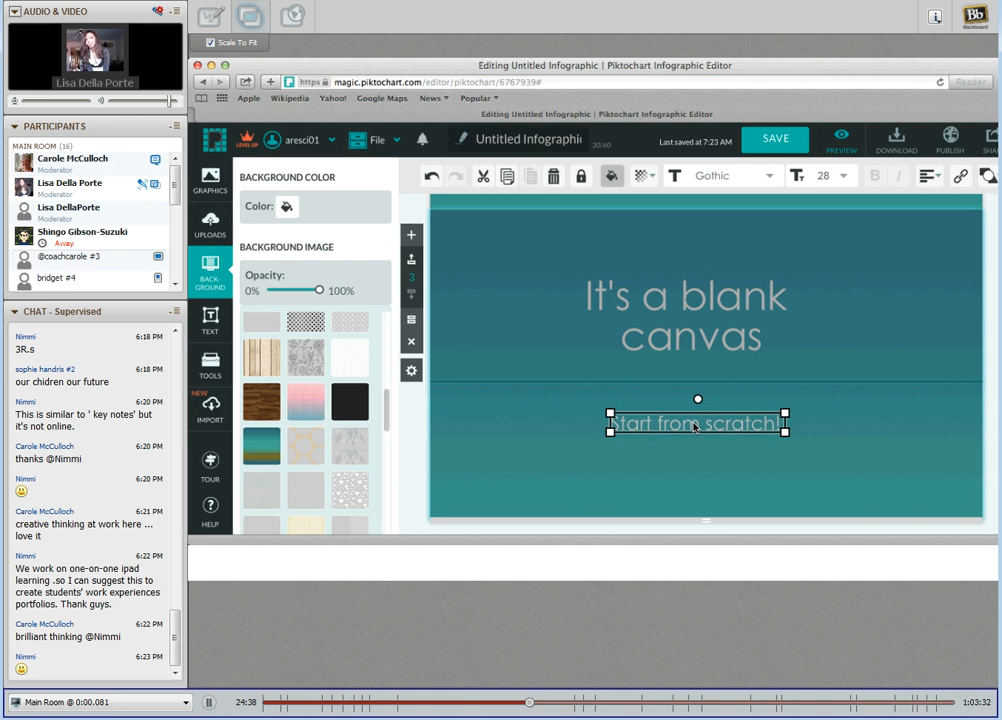 AUDIO & VIDEO
Lisa Della Porte
PARTICIPANTS
MAIN ROOM (16)
Carole McCulloch
Moderator
Lisa Della Porte
Moderator
Lisa DellaPorte
Shingo Gibson-Suzuki
Away
@coachcarole #3
bridget #4
CHAT - Supervised
Nimmi 6:18 PM
3R.s
sophie handris #2 6:18 PM
our chidren our future
Nimmi 6:20 PM
This is similar to ' key notes' but
it's not online.
Carole McCulloch 6:20 PM
thanks @Nimmi
Nimmi 6:20 PM
Carole McCulloch 6:21 PM
creative thinking at work here ...
love it
Nimmi 6:22 PM
We work on one-on-one ipad
learning .so I can suggest this to
create students' work experiences
portfolios. Thank guys.
Carole McCulloch 6:22 PM
brilliant thinking @Nimmi
Nimmi 6:23 PM
Scale To Fit
Bb
Blackboard
Editing Untitled Infographic | Piktochart Infographic Editor
https magic.piktochart.com/editor/piktochart/6767939#
Reader
Apple Wikipedia Yahoo! Google Maps News Popular
Editing Untitled Infographic | Piktochart Infographic Editor
LEVEL UP
aresci01
File
Untitled Infographic
20/60
Last saved at 7:23 AM
SAVE
PREVIEW
DOWNLOAD
PUBLISH
GRAPHICS
UPLOADS
BACK-
GROUND
TEXT
TOOLS
NEW
IMPORT
TOUR
HELP
BACKGROUND COLOR
Color:
BACKGROUND IMAGE
Opacity:
0% 100%
T Gothic TT 28 B I
3
It's a blank
canvas
Start from scratch!
Main Room @ 0:00.081
24:38
1:03:32